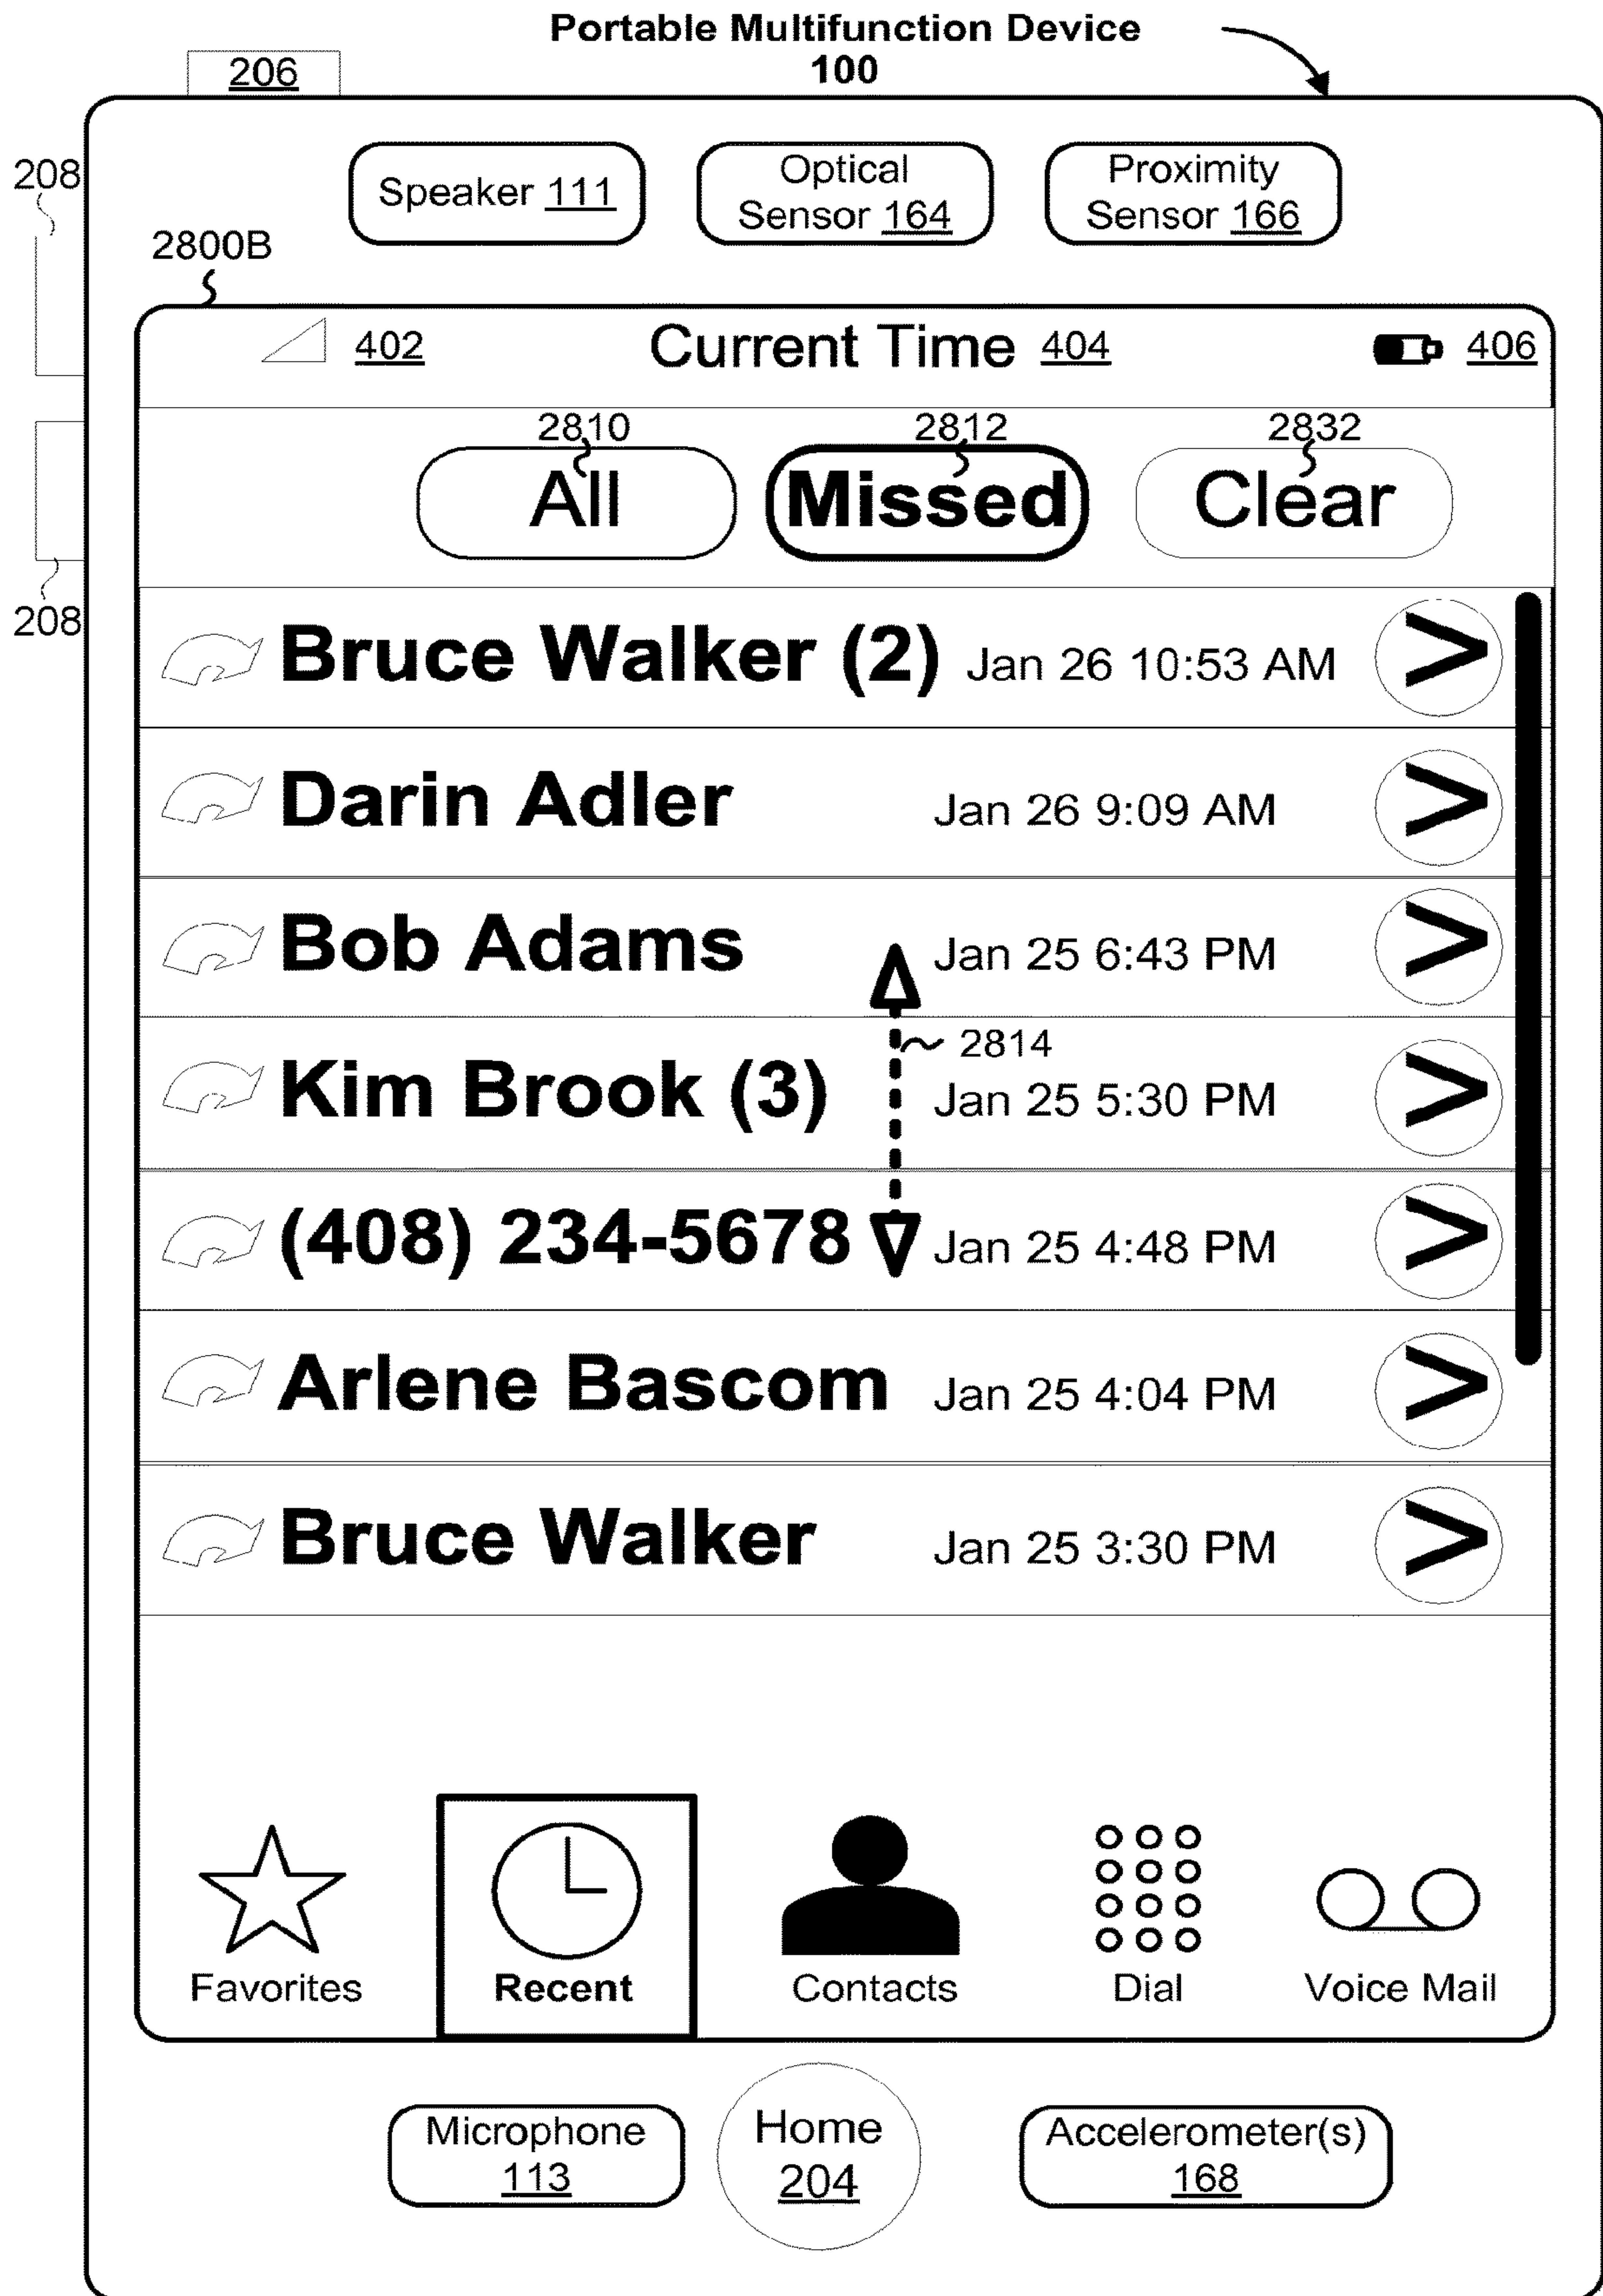 Portable Multifunction Device
100
206
208
Speaker 111
Optical
Sensor 164
Proximity
Sensor 166
2800B
402
Current Time 404
406
2810
2812
2832
All
Missed
Clear
208
Bruce Walker (2) Jan 26 10:53 AM >
Darin Adler Jan 26 9:09 AM >
Bob Adams Jan 25 6:43 PM >
2814
Kim Brook (3) Jan 25 5:30 PM >
(408) 234-5678 Jan 25 4:48 PM >
Arlene Bascom Jan 25 4:04 PM >
Bruce Walker Jan 25 3:30 PM >
Favorites
Recent
Contacts
Dial
Voice Mail
Microphone
113
Home
204
Accelerometer(s)
168